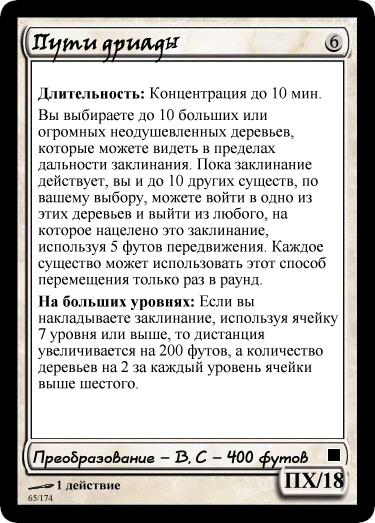 Пути дриады 6
Длительность: Концентрация до 10 мин.
Вы выбираете до 10 больших или
огромных неодушевленных деревьев,
которые можете видеть в пределах
дальности заклинания. Пока заклинание
действует, вы и до 10 других существ, по
вашему выбору, можете войти в одно из
этих деревьев и выйти из любого, на
которое нацелено это заклинание,
используя 5 футов передвижения. Каждое
существо может использовать этот способ
перемещения только раз в раунд.
На больших уровнях: Если вы
накладываете заклинание, используя ячейку
7 уровня или выше, то дистанция
увеличивается на 200 футов, а количество
деревьев на 2 за каждый уровень ячейки
выше шестого.
Преобразование – В, С – 400 футов
1 действие
ПХ/18
65/174